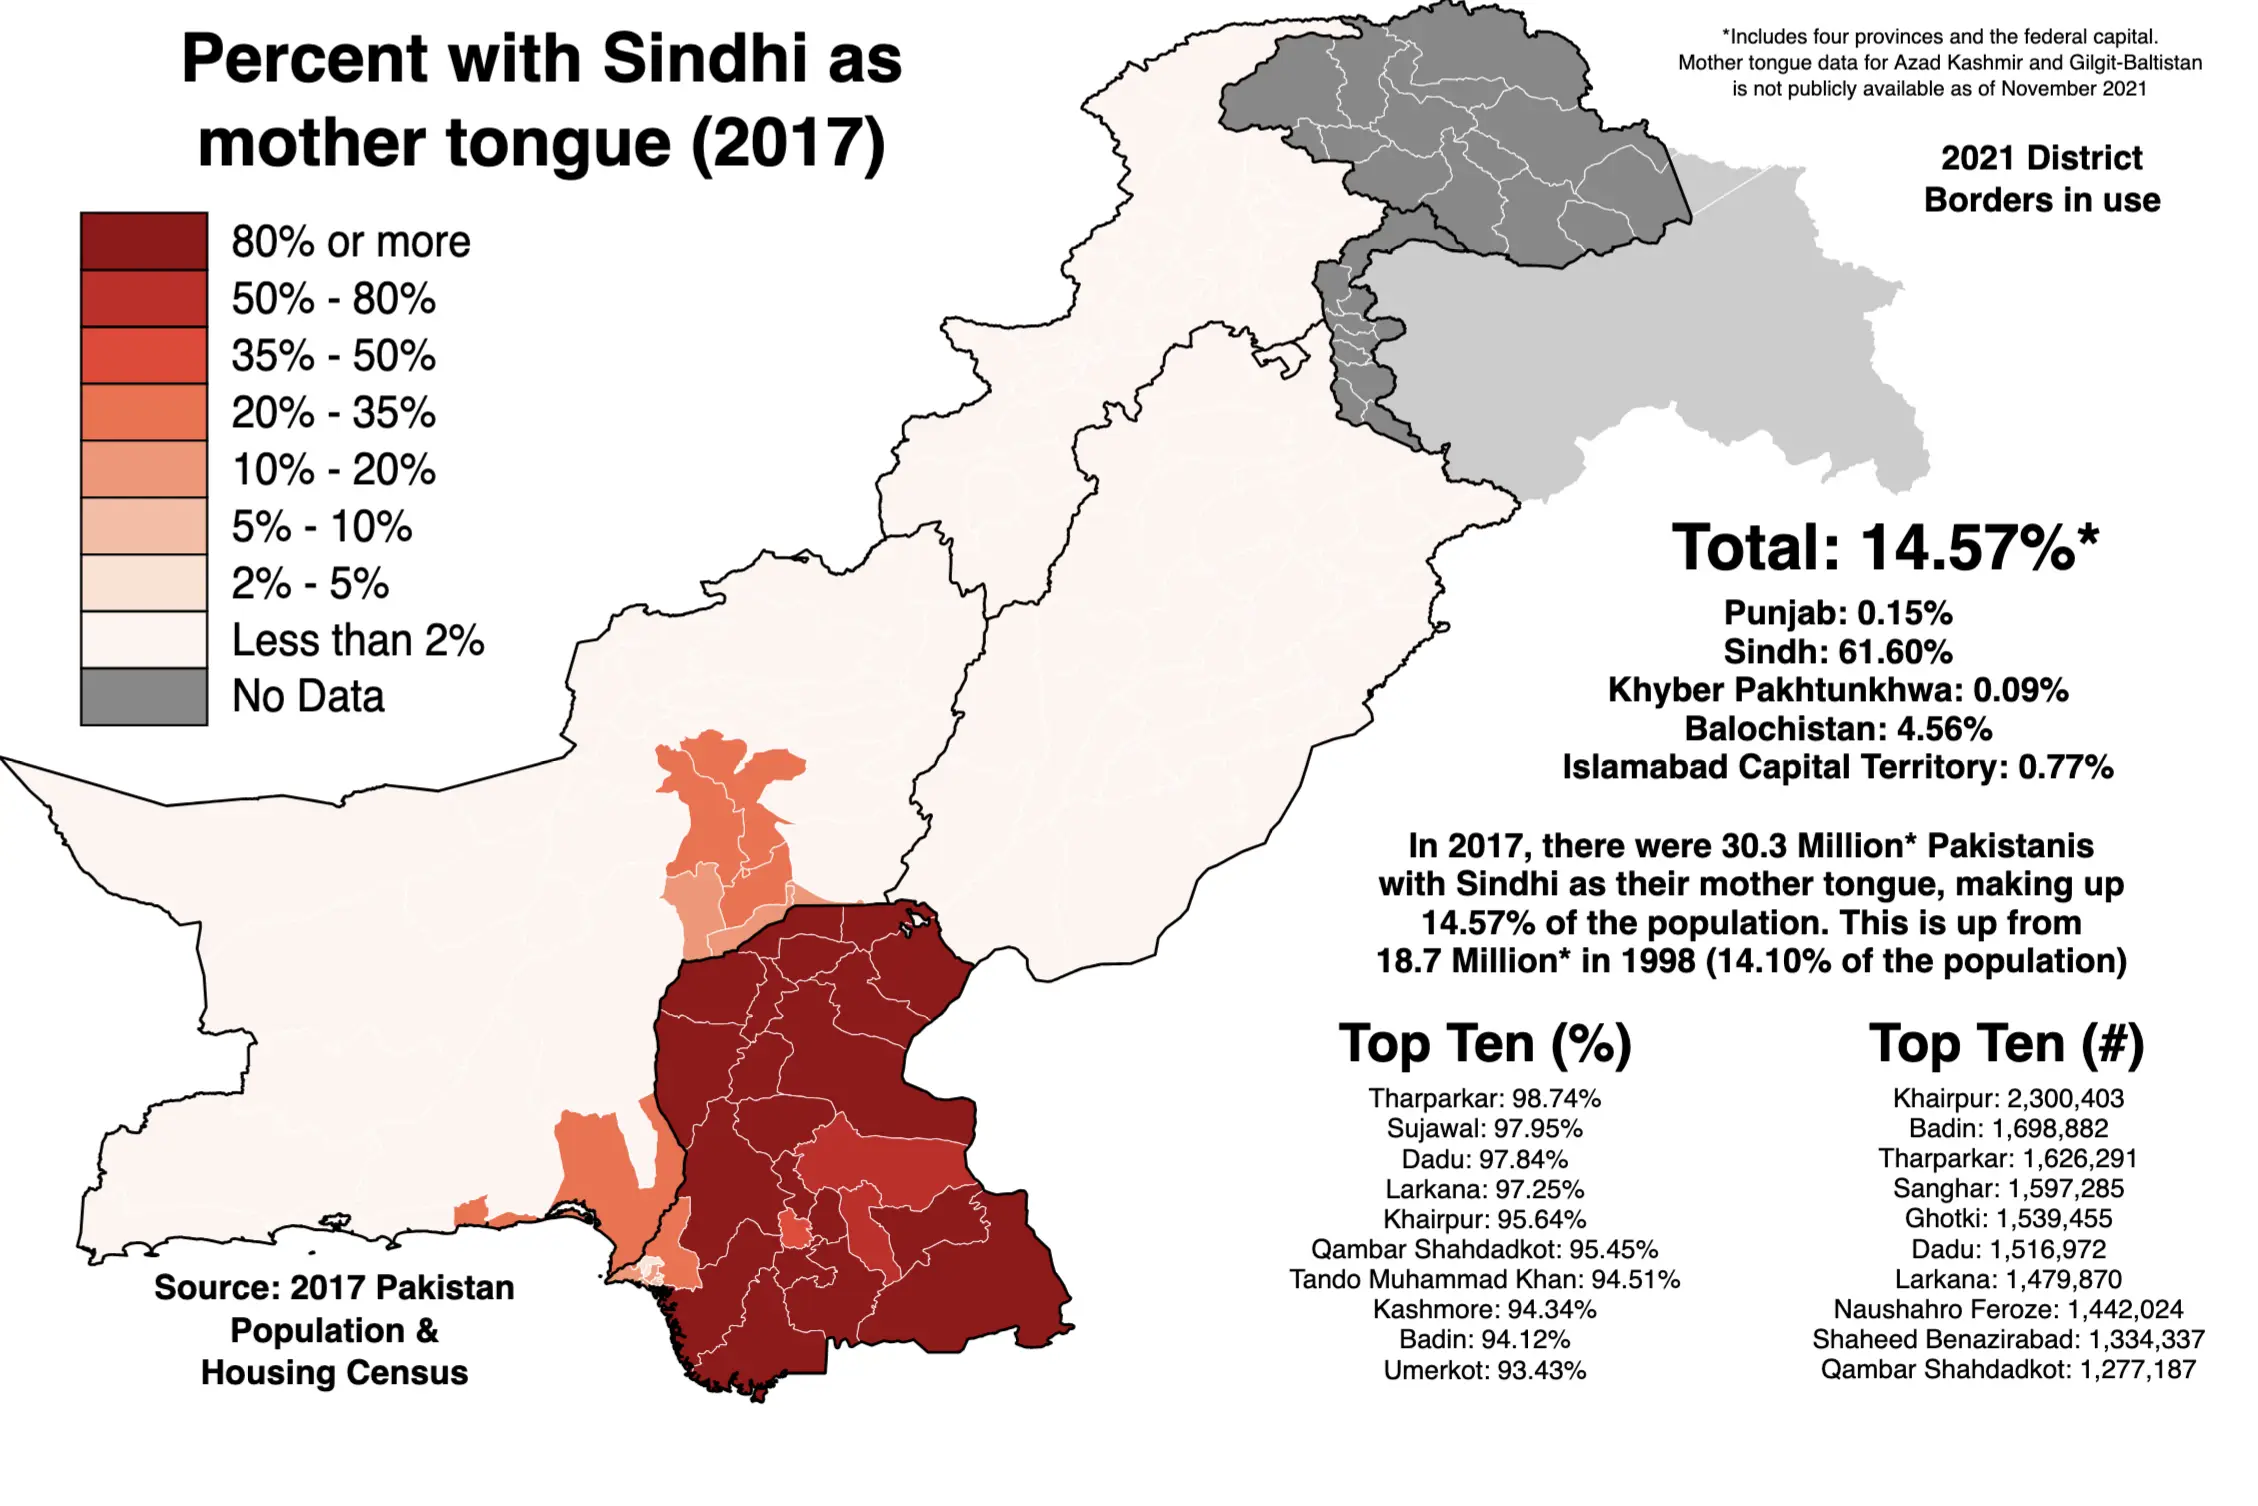 Percent with Sindhi as
mother tongue (2017)
80% or more
50% - 80%
35% - 50%
20% - 35%
10% - 20%
5% - 10%
2% - 5%
Less than 2%
No Data
*Includes four provinces and the federal capital.
Mother tongue data for Azad Kashmir and Gilgit-Baltistan
is not publicly available as of November 2021
2021 District
Borders in use
Total: 14.57%*
Punjab: 0.15%
Sindh: 61.60%
Khyber Pakhtunkhwa: 0.09%
Balochistan: 4.56%
Islamabad Capital Territory: 0.77%
In 2017, there were 30.3 Million* Pakistanis
with Sindhi as their mother tongue, making up
14.57% of the population. This is up from
18.7 Million* in 1998 (14.10% of the population)
Top Ten (%)
Tharparkar: 98.74%
Sujawal: 97.95%
Dadu: 97.84%
Larkana: 97.25%
Khairpur: 95.64%
Qambar Shahdadkot: 95.45%
Tando Muhammad Khan: 94.51%
Kashmore: 94.34%
Badin: 94.12%
Umerkot: 93.43%
Top Ten (#)
Khairpur: 2,300,403
Badin: 1,698,882
Tharparkar: 1,626,291
Sanghar: 1,597,285
Ghotki: 1,539,455
Dadu: 1,516,972
Larkana: 1,479,870
Naushahro Feroze: 1,442,024
Shaheed Benazirabad: 1,334,337
Qambar Shahdadkot: 1,277,187
Source: 2017 Pakistan
Population &
Housing Census